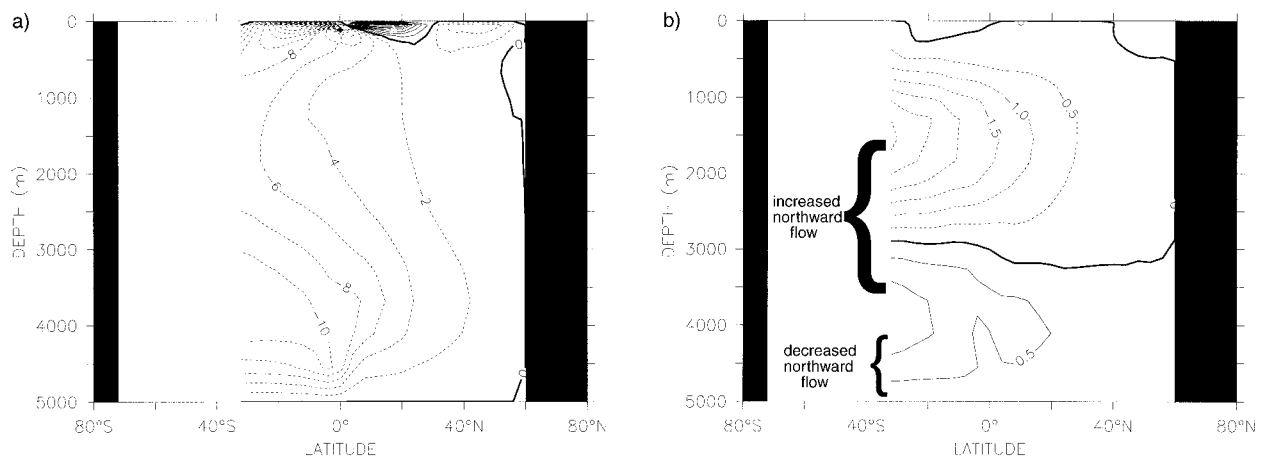 a)
0
1000
2000
3000
4000
5000
DEPTH (m)
80°S
40°S
0°
40°N
80°N
LATITUDE
-8
-6
-4
-2
-8
-10
0
0
b)
0
1000
2000
3000
4000
5000
DEPTH (m)
80°S
40°S
0°
40°N
80°N
LATITUDE
0
-0.5
-1.0
-1.5
0
0.5
increased
northward
flow
decreased
northward
flow